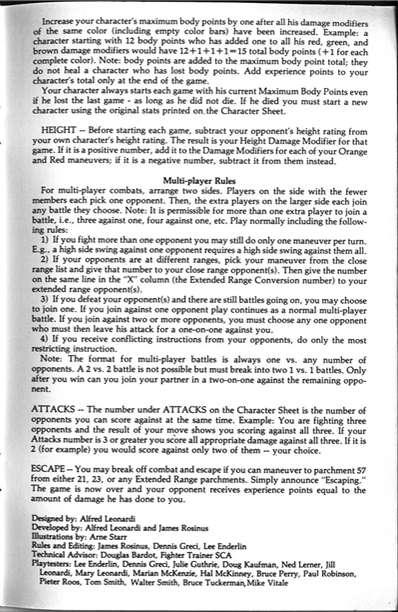 Increase your character's maximum body points by one after all his damage modifiers
of the same color (including empty color bars) have been increased. Example: a
character starting with 12 body points who has added one to all his red, green, and
brown damage modifiers would have 12+1+1+1=15 total body points (+1 for each
complete color). Note: body points are added to the maximum body point total; they
do not heal a character who has lost body points. Add experience points to your
character's total only at the end of the game.
Your character always starts each game with his current Maximum Body Points even
if he lost the last game - as long as he did not die. If he died you must start a new
character using the original stats printed on the Character Sheet.
HEIGHT -- Before starting each game, subtract your opponent's height rating from
your own character's height rating. The result is your Height Damage Modifier for that
game. If it is a positive number, add it to the Damage Modifiers for each of your Orange
and Red maneuvers; if it is a negative number, subtract it from them instead.
Multi-player Rules
For multi-player combats, arrange two sides. Players on the side with the fewer
members each pick one opponent. Then, the extra players on the larger side each join
any battle they choose. Note: It is permissible for more than one extra player to join a
battle, i.e., three against one, four against one, etc. Play normally including the follow-
ing rules:
1) If you fight more than one opponent you may still do only one maneuver per turn.
E.g., a high side swing against one opponent requires a high side swing against them all.
2) If your opponents are at different ranges, pick your maneuver from the close
range list and give that number to your close range opponent(s). Then give the number
on the same line in the "X" column (the Extended Range Conversion number) to your
extended range opponent(s).
3) If you defeat your opponent(s) and there are still battles going on, you may choose
to join one. If you join against one opponent play continues as a normal multi-player
battle. If you join against two or more opponents, you must choose any one opponent
who must then leave his attack for a one-on-one against you.
4) If you receive conflicting instructions from your opponents, do only the most
restricting instruction.
Note: The format for multi-player battles is always one vs. any number of
opponents. A 2 vs. 2 battle is not possible but must break into two 1 vs. 1 battles. Only
after you win can you join your partner in a two-on-one against the remaining oppo-
nent.
ATTACKS -- The number under ATTACKS on the Character Sheet is the number of
opponents you can score against at the same time. Example: You are fighting three
opponents and the result of your move shows you scoring against all three. If your
Attacks number is 3 or greater you score all appropriate damage against all three. If it is
2 (for example) you would score against only two of them -- your choice.
ESCAPE -- You may break off combat and escape if you can maneuver to parchment 57
from either 21, 23, or any Extended Range parchments. Simply announce "Escaping."
The game is now over and your opponent receives experience points equal to the
amount of damage he has done to you.
Designed by: Alfred Leonardi
Developed by: Alfred Leonardi and James Rosinus
Illustrations by: Arne Starr
Rules and Editing: James Rosinus, Dennis Greci, Lee Enderlin
Technical Advisor: Douglas Bardot, Fighter Trainer SCA
Playtesters: Lee Enderlin, Dennis Greci, Julie Guthrie, Doug Kaufman, Ned Lerner, Jill
Leonardi, Mary Leonardi, Marian McKenzie, Hal McKinney, Bruce Perry, Paul Robinson,
Pieter Roos, Tom Smith, Walter Smith, Bruce Tuckerman, Mike Vitale